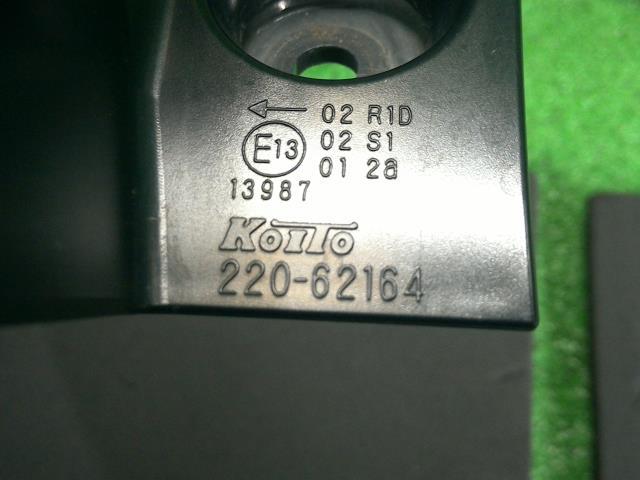 ← 02 R1D
E13 02 S1
01 2a
13987
KOITO
220-62164